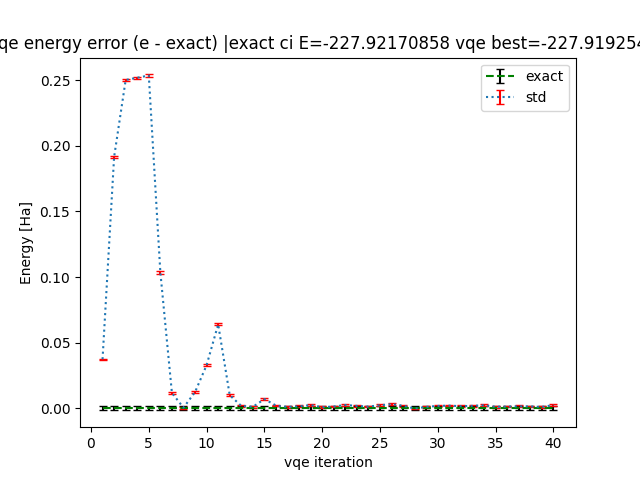 qe energy error (e - exact) |exact ci E=-227.92170858 vqe best=-227.919254
exact
std
0.25
0.20
0.15
0.10
0.05
0.00
Energy [Ha]
0 5 10 15 20 25 30 35 40
vqe iteration